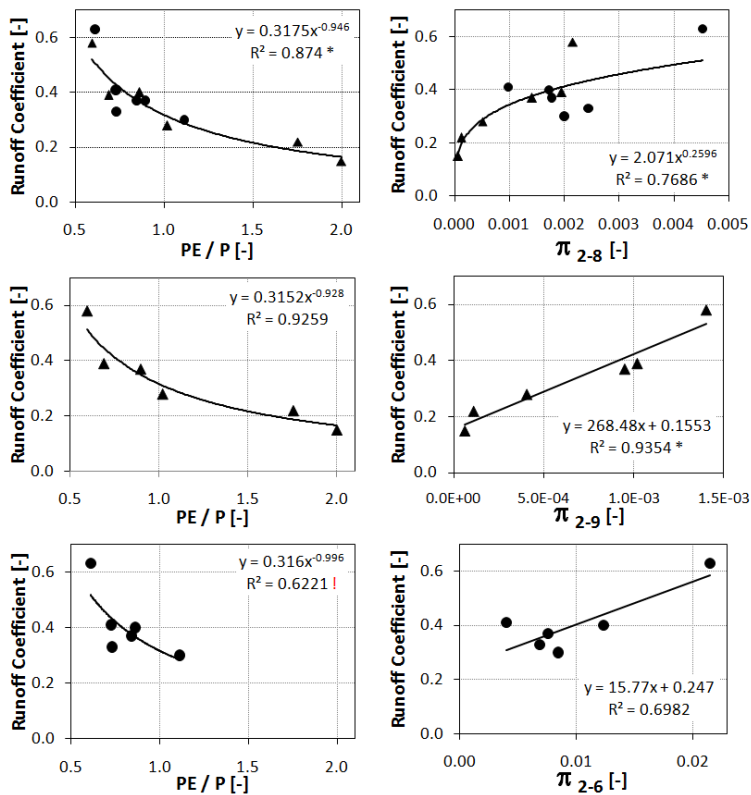 Runoff Coefficient [-]
0.6
0.4
0.2
0.0
y = 0.3175x^-0.946
R² = 0.874 *
0.5 1.0 1.5 2.0
PE / P [-]
Runoff Coefficient [-]
0.6
0.4
0.2
0.0
y = 2.071x^0.2596
R² = 0.7686 *
0.000 0.001 0.002 0.003 0.004 0.005
π 2-8 [-]
Runoff Coefficient [-]
0.6
0.4
0.2
0.0
y = 0.3152x^-0.928
R² = 0.9259
0.5 1.0 1.5 2.0
PE / P [-]
Runoff Coefficient [-]
0.6
0.4
0.2
0.0
y = 268.48x + 0.1553
R² = 0.9354 *
0.0E+00 5.0E-04 1.0E-03 1.5E-03
π 2-9 [-]
Runoff Coefficient [-]
0.6
0.4
0.2
0.0
y = 0.316x^-0.996
R² = 0.6221 !
0.5 1.0 1.5 2.0
PE / P [-]
Runoff Coefficient [-]
0.6
0.4
0.2
0.0
y = 15.77x + 0.247
R² = 0.6982
0.00 0.01 0.02
π 2-6 [-]